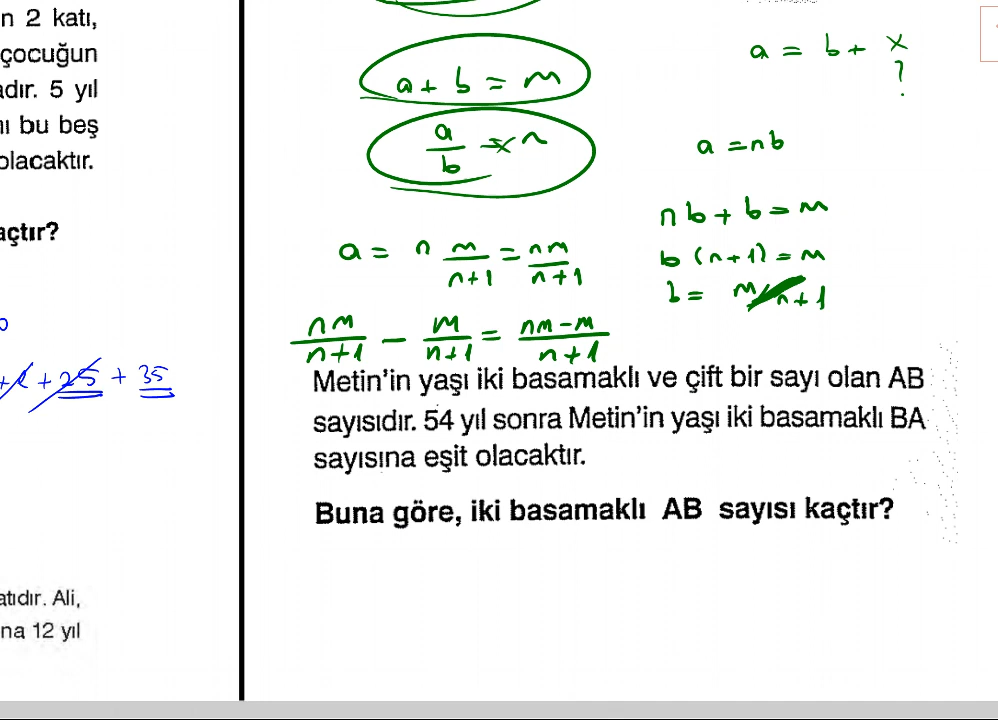 n 2 katı,
çocuğun
adır. 5 yıl
ı bu beş
olacaktır.
açtır?
+ 25 + 35
atıdır. Ali,
na 12 yıl
a + b = m
a/b = n
a = n m/n+1 = nm/n+1
nm/n+1 - m/n+1 = nm-m/n+1
a = b + x
?
a = nb
nb + b = m
b (n+1) = m
b = m/n+1
Metin'in yaşı iki basamaklı ve çift bir sayı olan AB
sayısıdır. 54 yıl sonra Metin'in yaşı iki basamaklı BA
sayısına eşit olacaktır.
Buna göre, iki basamaklı AB sayısı kaçtır?